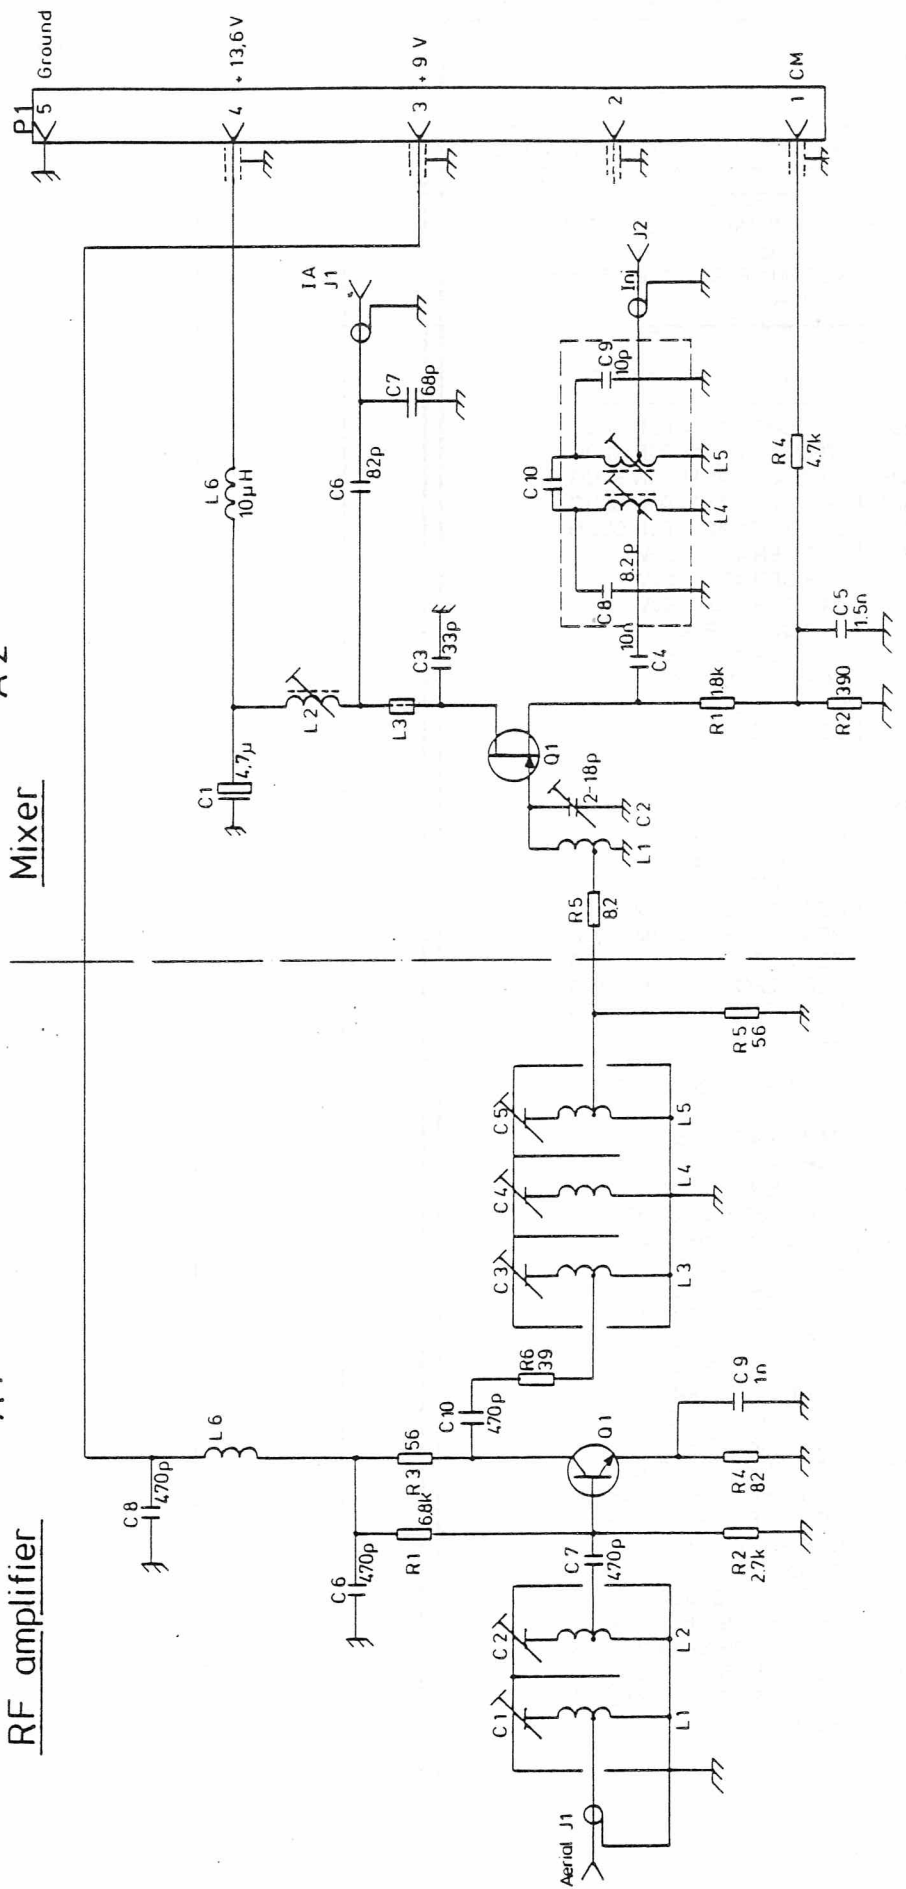 RF amplifier
Mixer
P1
5
Ground
4
+ 13,6V
3
+ 9 V
2
1
CM
C8
470p
L6
C6
470p
R3
56
R1
6.8k
C10
470p
R6
39
Q1
C7
470p
R2
2.7k
R4
82
C9
1n
Aerial J1
C1
C2
L1
L2
C3
C4
C5
L3
L4
L5
R5
56
R5
82
L1
C2
2-18p
Q1
C1
4,7µ
L2
L3
C3
33p
L6
10µH
C6
82p
C7
68p
IA
J1
C4
10n
C8
8.2p
C10
C9
10p
L4
L5
Inj
J2
R1
1.8k
R2
390
C5
1.5n
R4
4.7k